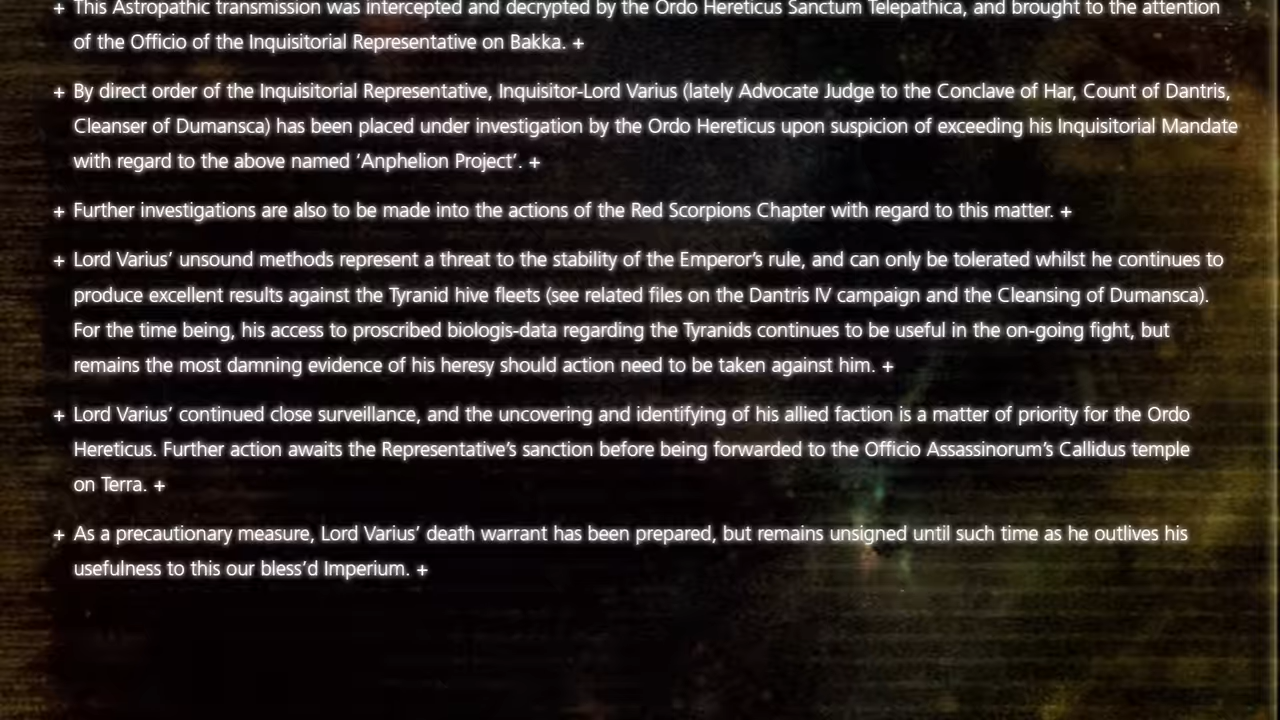 + This Astropathic transmission was intercepted and decrypted by the Ordo Hereticus Sanctum Telepathica, and brought to the attention
of the Officio of the Inquisitorial Representative on Bakka. +
+ By direct order of the Inquisitorial Representative, Inquisitor-Lord Varius (lately Advocate Judge to the Conclave of Har, Count of Dantris,
Cleanser of Dumansca) has been placed under investigation by the Ordo Hereticus upon suspicion of exceeding his Inquisitorial Mandate
with regard to the above named ‘Anphelion Project’. +
+ Further investigations are also to be made into the actions of the Red Scorpions Chapter with regard to this matter. +
+ Lord Varius’ unsound methods represent a threat to the stability of the Emperor’s rule, and can only be tolerated whilst he continues to
produce excellent results against the Tyranid hive fleets (see related files on the Dantris IV campaign and the Cleansing of Dumansca).
For the time being, his access to proscribed biologis-data regarding the Tyranids continues to be useful in the on-going fight, but
remains the most damning evidence of his heresy should action need to be taken against him. +
+ Lord Varius’ continued close surveillance, and the uncovering and identifying of his allied faction is a matter of priority for the Ordo
Hereticus. Further action awaits the Representative’s sanction before being forwarded to the Officio Assassinorum’s Callidus temple
on Terra. +
+ As a precautionary measure, Lord Varius’ death warrant has been prepared, but remains unsigned until such time as he outlives his
usefulness to this our bless’d Imperium. +